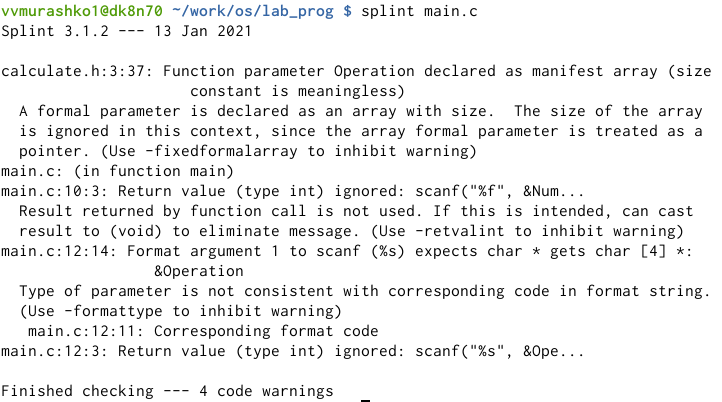 vvmurashko1@dk8n70 ~/work/os/lab_prog $ splint main.c
Splint 3.1.2 --- 13 Jan 2021

calculate.h:3:37: Function parameter Operation declared as manifest array (size
                     constant is meaningless)
  A formal parameter is declared as an array with size.  The size of the array
  is ignored in this context, since the array formal parameter is treated as a
  pointer. (Use -fixedformalarray to inhibit warning)
main.c: (in function main)
main.c:10:3: Return value (type int) ignored: scanf("%f", &Num...
  Result returned by function call is not used. If this is intended, can cast
  result to (void) to eliminate message. (Use -retvalint to inhibit warning)
main.c:12:14: Format argument 1 to scanf (%s) expects char * gets char [4] *:
                 &Operation
  Type of parameter is not consistent with corresponding code in format string.
  (Use -formattype to inhibit warning)
   main.c:12:11: Corresponding format code
main.c:12:3: Return value (type int) ignored: scanf("%s", &Ope...

Finished checking --- 4 code warnings